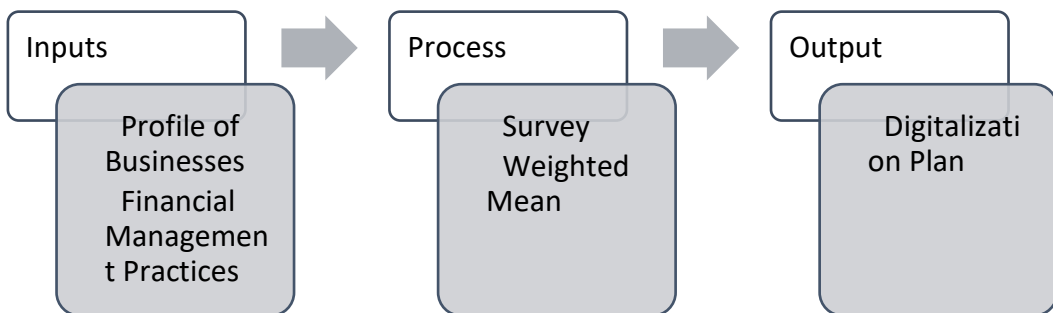 Inputs
Profile of
Businesses
Financial
Managemen
t Practices
Process
Survey
Weighted
Mean
Output
Digitalizati
on Plan